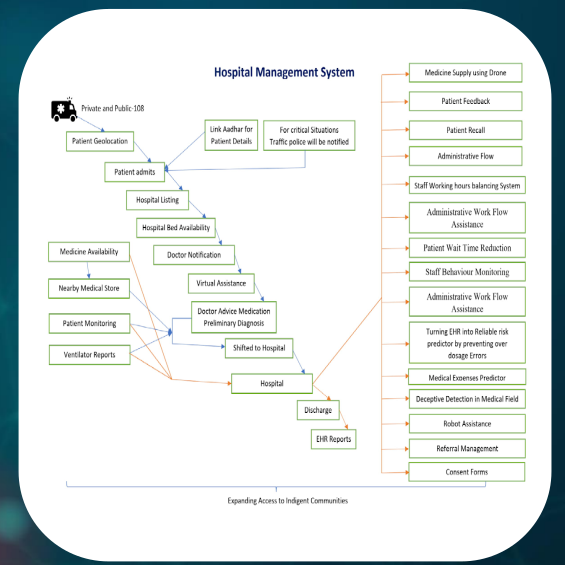 Hospital Management System
Private and Public-108
Patient Geolocation
Link Aadhar for
Patient Details
For critical Situations
Traffic police will be notified
Patient admits
Hospital Listing
Hospital Bed Availability
Doctor Notification
Virtual Assistance
Doctor Advice Medication
Preliminary Diagnosis
Shifted to Hospital
Hospital
Discharge
EHR Reports
Medicine Availability
Nearby Medical Store
Patient Monitoring
Ventilator Reports
Medicine Supply using Drone
Patient Feedback
Patient Recall
Administrative Flow
Staff Working hours balancing System
Administrative Work Flow
Assistance
Patient Wait Time Reduction
Staff Behaviour Monitoring
Administrative Work Flow
Assistance
Turning EHR into Reliable risk
predictor by preventing over
dosage Errors
Medical Expenses Predictor
Deceptive Detection in Medical Field
Robot Assistance
Referral Management
Consent Forms
Expanding Access to Indigent Communities